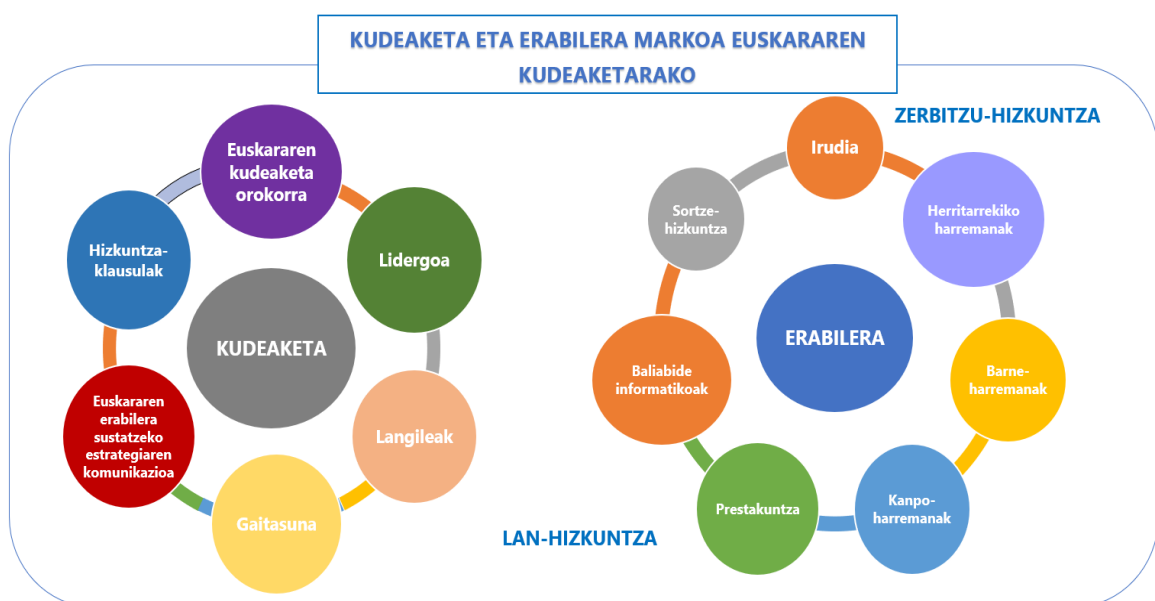 KUDEAKETA ETA ERABILERA MARKOA EUSKARAREN
KUDEAKETARAKO
Euskararen
kudeaketa
orokorra
Lidergoa
Langileak
Gaitasuna
Euskararen
erabilera
sustatzeko
estrategiaren
komunikazioa
Hizkuntza-
klausulak
KUDEAKETA
ZERBITZU-HIZKUNTZA
Irudia
Herritarrekiko
harremanak
Barne-
harremanak
Kanpo-
harremanak
Prestakuntza
Baliabide
informatikoak
Sortze-
hizkuntza
ERABILERA
LAN-HIZKUNTZA